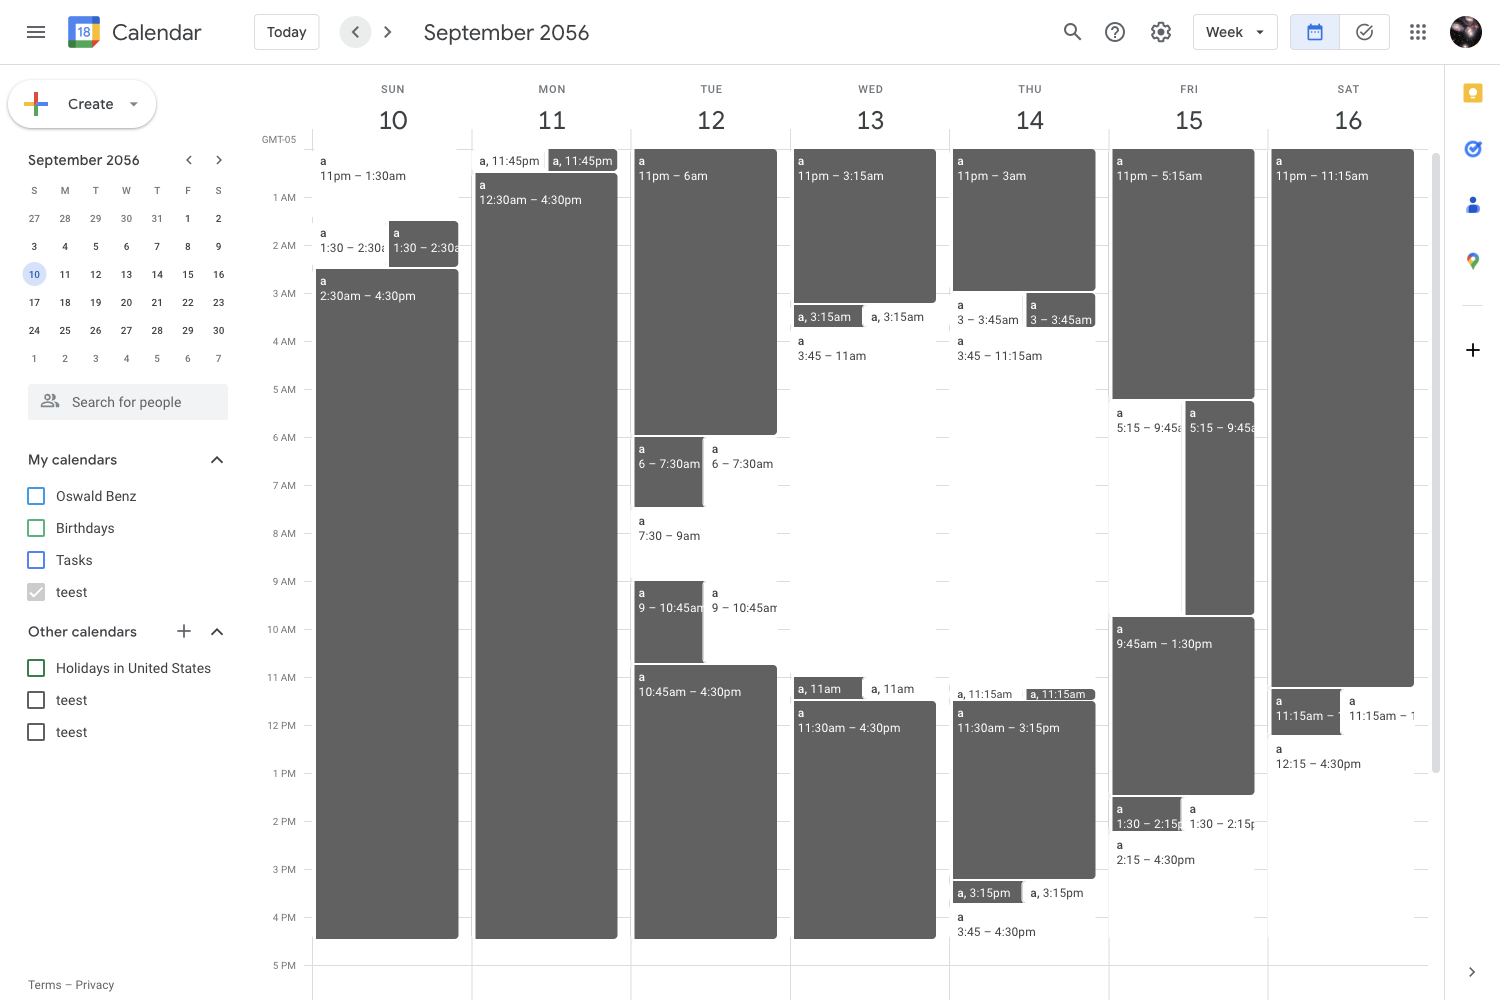 18 Calendar Today September 2056 Week
Create
September 2056
S M T W T F S
27 28 29 30 31 1 2
3 4 5 6 7 8 9
10 11 12 13 14 15 16
17 18 19 20 21 22 23
24 25 26 27 28 29 30
1 2 3 4 5 6 7
Search for people
My calendars
Oswald Benz
Birthdays
Tasks
teest
Other calendars
Holidays in United States
teest
teest
Terms – Privacy
SUN MON TUE WED THU FRI SAT
10 11 12 13 14 15 16
GMT-05
1 AM
2 AM
3 AM
4 AM
5 AM
6 AM
7 AM
8 AM
9 AM
10 AM
11 AM
12 PM
1 PM
2 PM
3 PM
4 PM
5 PM
a
11pm – 1:30am
a
1:30 – 2:30a
a
1:30 – 2:30a
a
2:30am – 4:30pm
a, 11:45pm
a, 11:45pm
a
12:30am – 4:30pm
a
11pm – 6am
a
6 – 7:30am
a
6 – 7:30am
a
7:30 – 9am
a
9 – 10:45am
a
9 – 10:45am
a
10:45am – 4:30pm
a
11pm – 3:15am
a, 3:15am
a, 3:15am
a
3:45 – 11am
a, 11am
a, 11am
a
11:30am – 4:30pm
a
11pm – 3am
a
3 – 3:45am
a
3 – 3:45am
a
3:45 – 11:15am
a, 11:15am
a, 11:15am
a
11:30am – 3:15pm
a, 3:15pm
a, 3:15pm
a
3:45 – 4:30pm
a
11pm – 5:15am
a
5:15 – 9:45a
a
5:15 – 9:45a
a
9:45am – 1:30pm
a
1:30 – 2:15p
a
1:30 – 2:15p
a
2:15 – 4:30pm
a
11pm – 11:15am
a
11:15am –
a
11:15am – 1
a
12:15 – 4:30pm